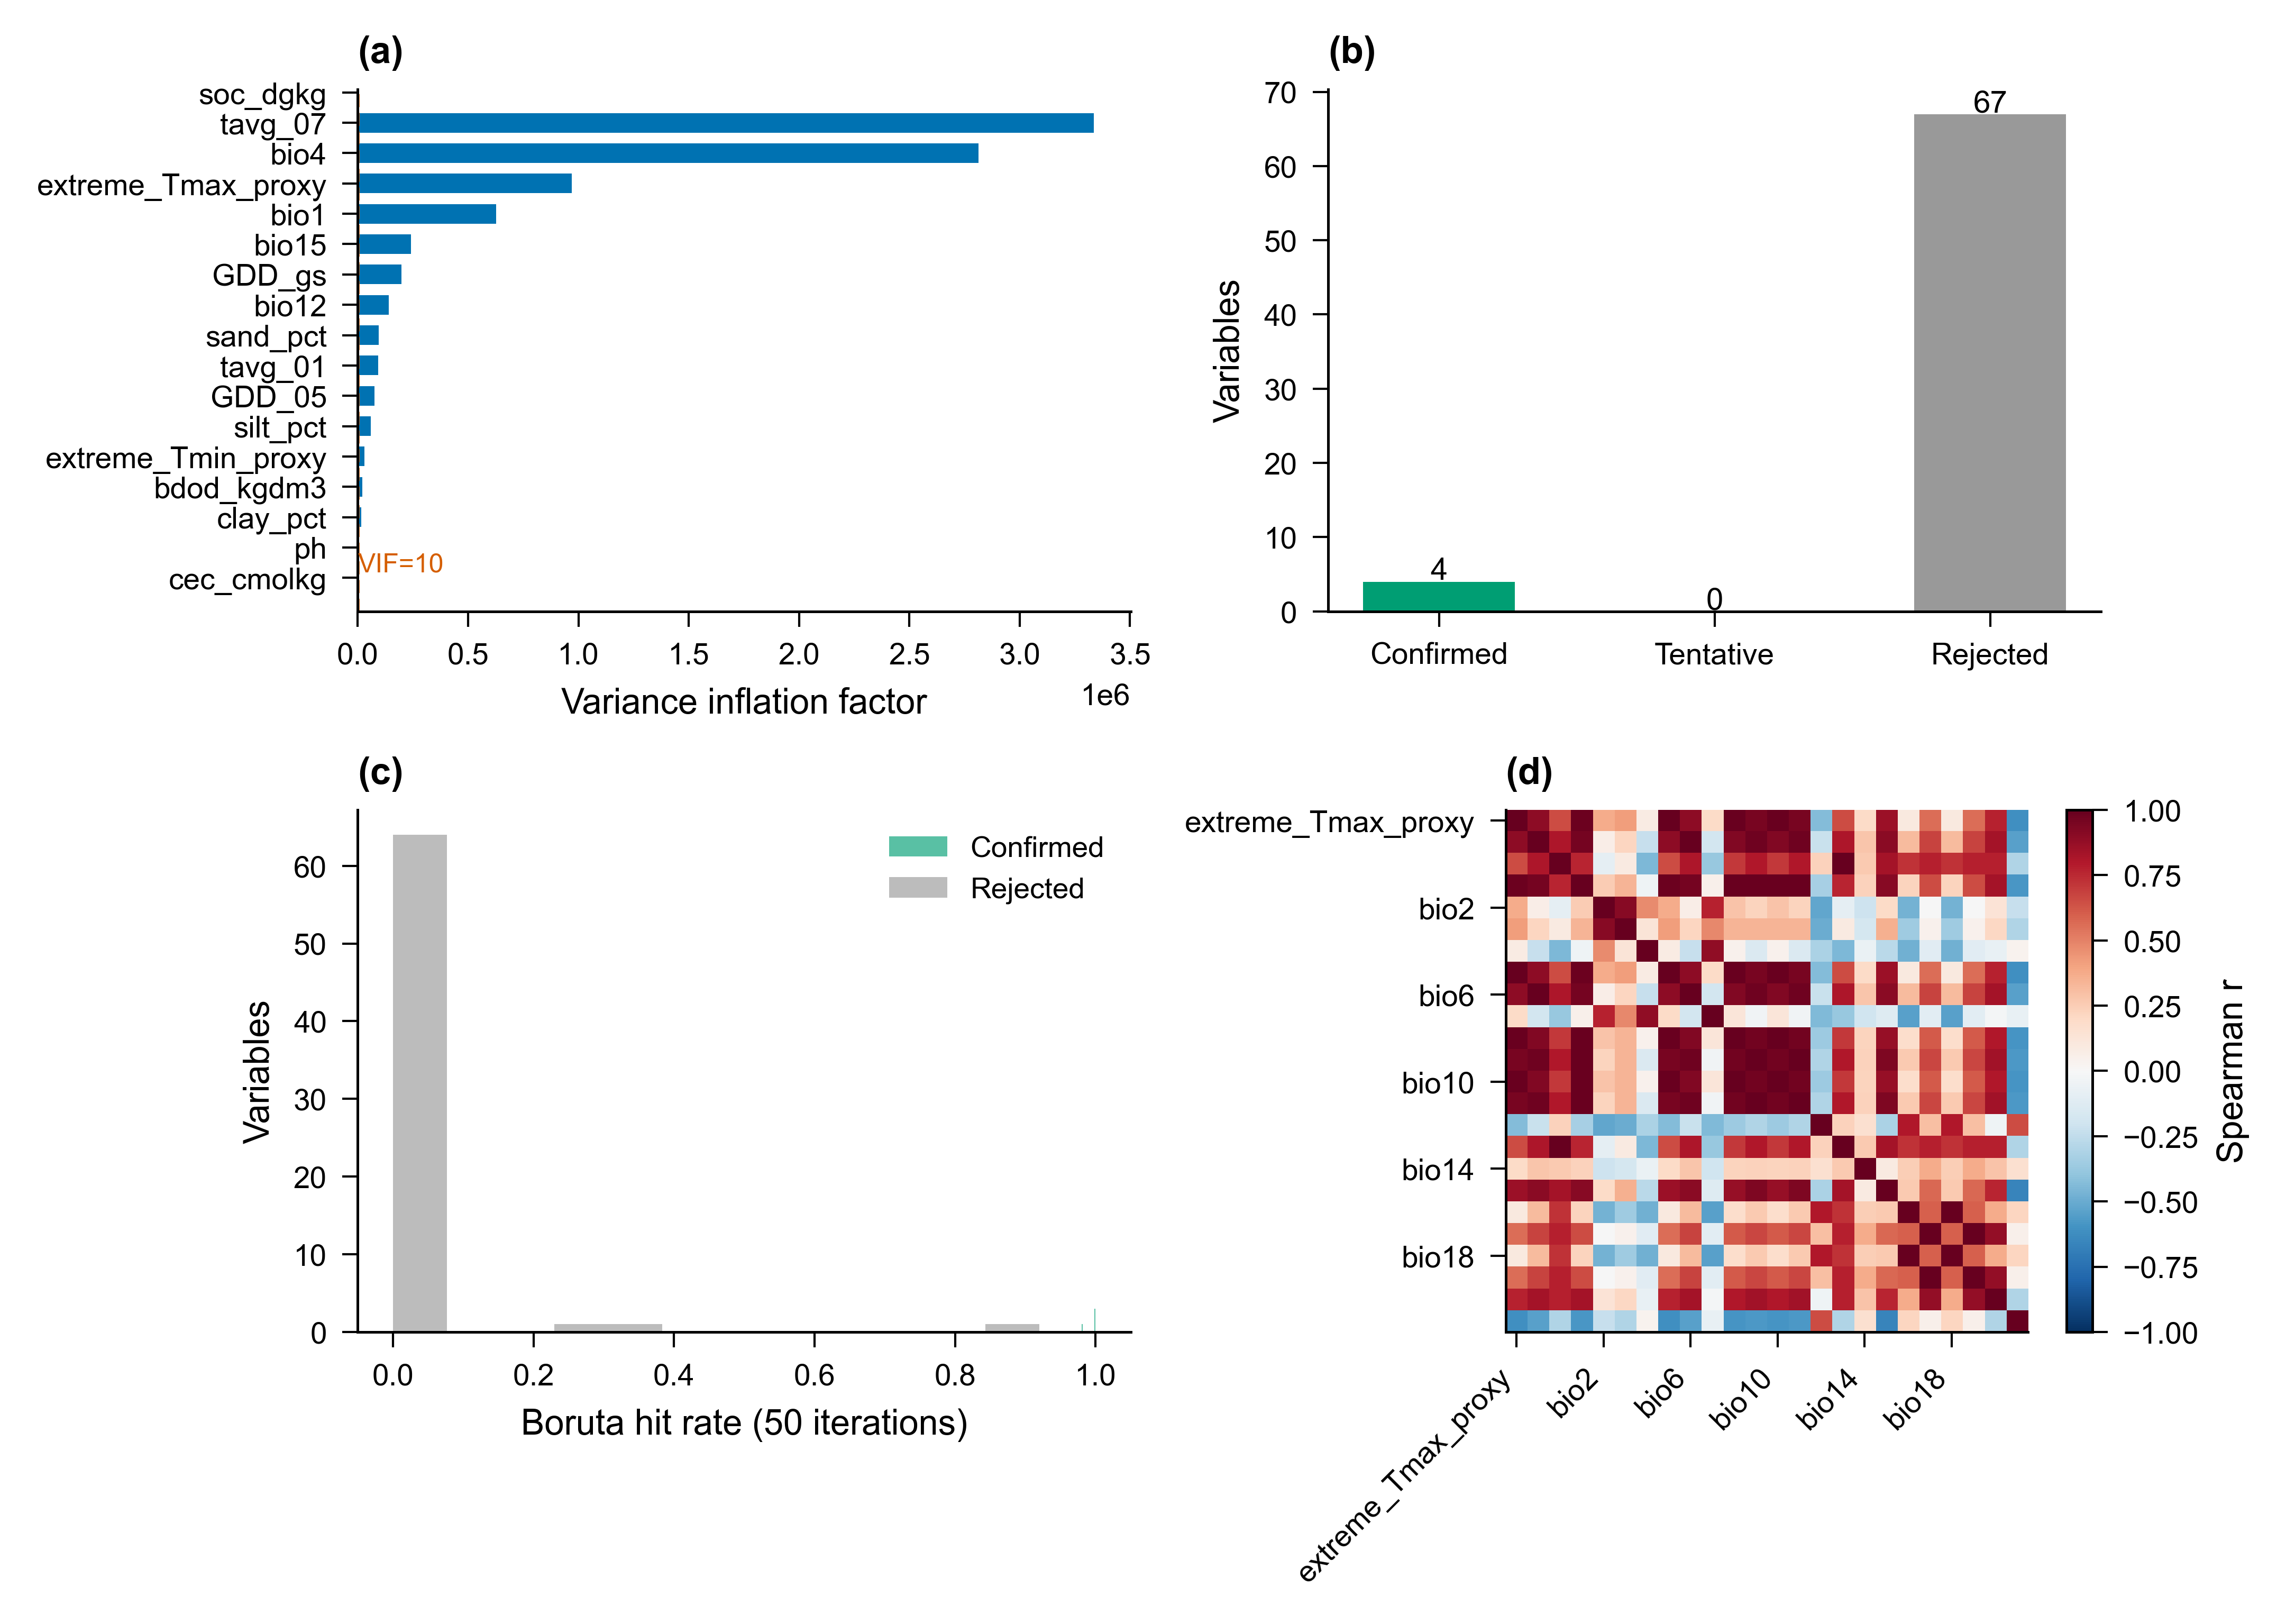 (a)
soc_dgkg
tavg_07
bio4
extreme_Tmax_proxy
bio1
bio15
GDD_gs
bio12
sand_pct
tavg_01
GDD_05
silt_pct
extreme_Tmin_proxy
bdod_kgdm3
clay_pct
ph
VIF=10
cec_cmolkg
0.0 0.5 1.0 1.5 2.0 2.5 3.0 3.5
1e6
Variance inflation factor
(b)
70
60
50
40
30
20
10
0
Variables
4
0
67
Confirmed Tentative Rejected
(c)
60
50
40
30
20
10
0
Variables
Confirmed
Rejected
0.0 0.2 0.4 0.6 0.8 1.0
Boruta hit rate (50 iterations)
(d)
extreme_Tmax_proxy
bio2
bio6
bio10
bio14
bio18
extreme_Tmax_proxy bio2 bio6 bio10 bio14 bio18
1.00
0.75
0.50
0.25
0.00
−0.25
−0.50
−0.75
−1.00
Spearman r